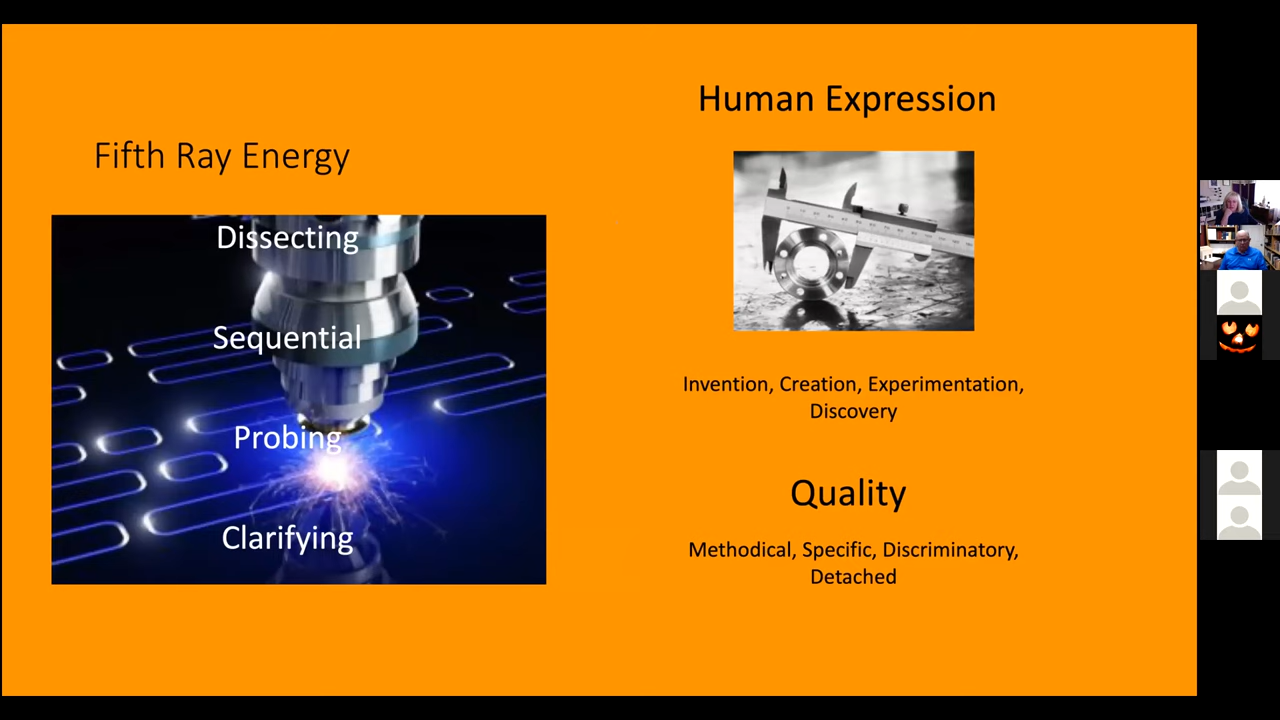 Fifth Ray Energy
Dissecting
Sequential
Probing
Clarifying
Human Expression
Invention, Creation, Experimentation,
Discovery
Quality
Methodical, Specific, Discriminatory,
Detached